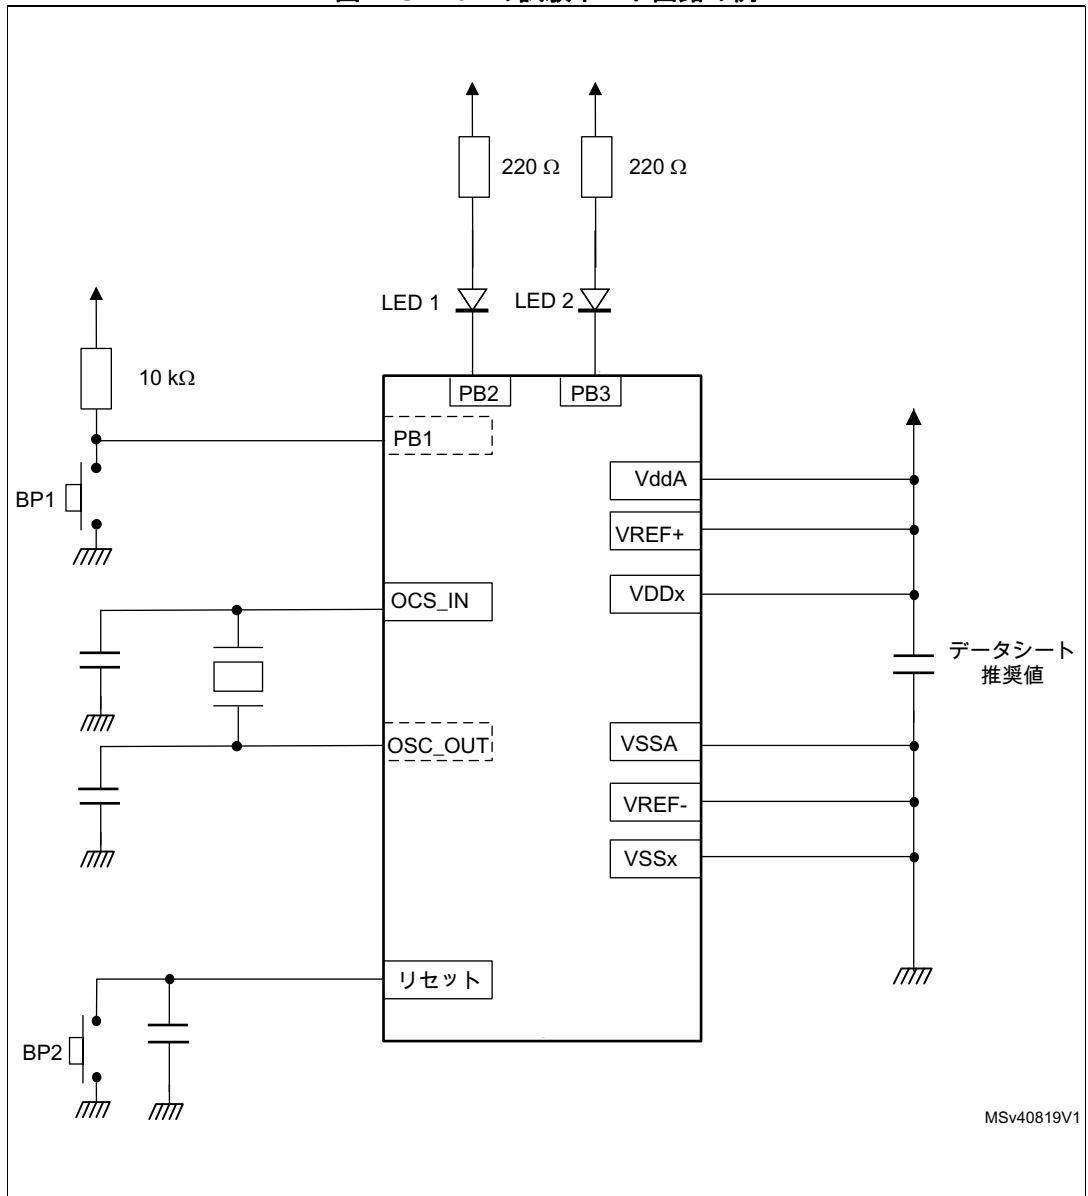 220 Ω
220 Ω
LED 1
LED 2
10 kΩ
PB2
PB3
PB1
VddA
BP1
VREF+
OCS_IN
VDDx
データシート
推奨値
OSC_OUT
VSSA
VREF-
VSSx
リセット
BP2
MSv40819V1